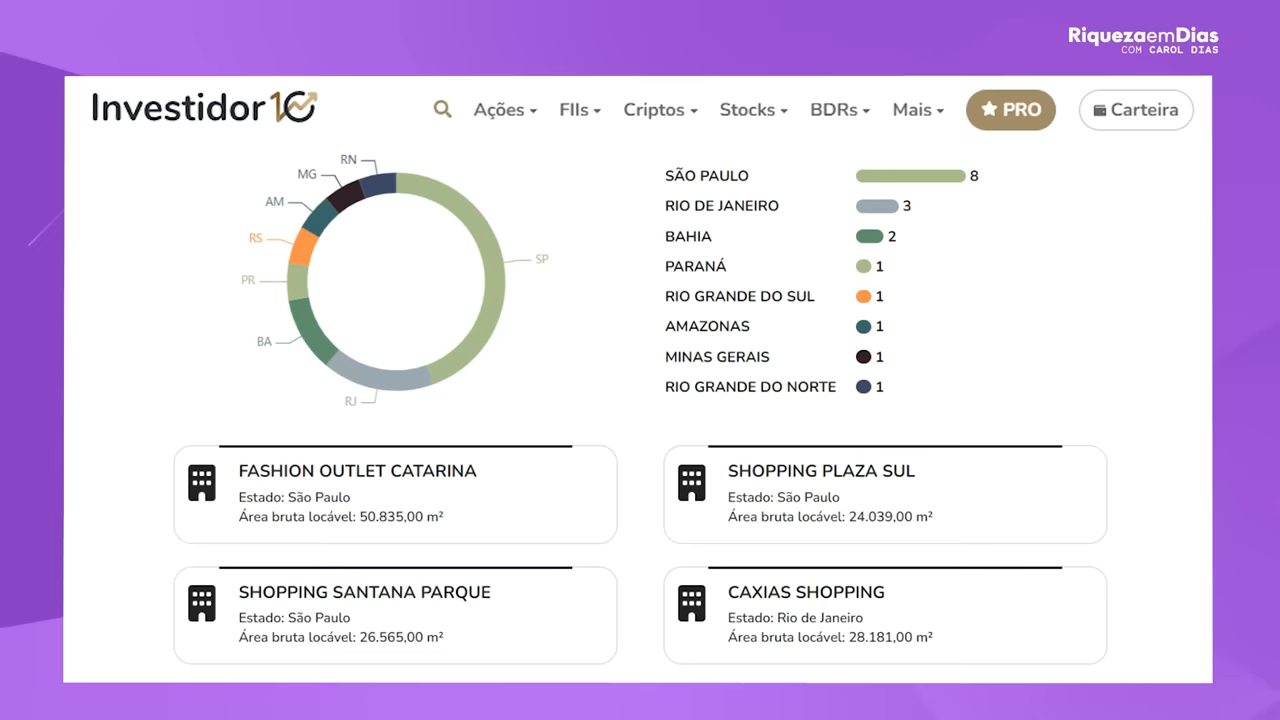 RiquezaemDias
COM CAROL DIAS
Investidor 10
Ações
FIIs
Criptos
Stocks
BDRs
Mais
PRO
Carteira
RN
MG
AM
RS
PR
BA
RJ
SP
SÃO PAULO 8
RIO DE JANEIRO 3
BAHIA 2
PARANÁ 1
RIO GRANDE DO SUL 1
AMAZONAS 1
MINAS GERAIS 1
RIO GRANDE DO NORTE 1
FASHION OUTLET CATARINA
Estado: São Paulo
Área bruta locável: 50.835,00 m²
SHOPPING PLAZA SUL
Estado: São Paulo
Área bruta locável: 24.039,00 m²
SHOPPING SANTANA PARQUE
Estado: São Paulo
Área bruta locável: 26.565,00 m²
CAXIAS SHOPPING
Estado: Rio de Janeiro
Área bruta locável: 28.181,00 m²